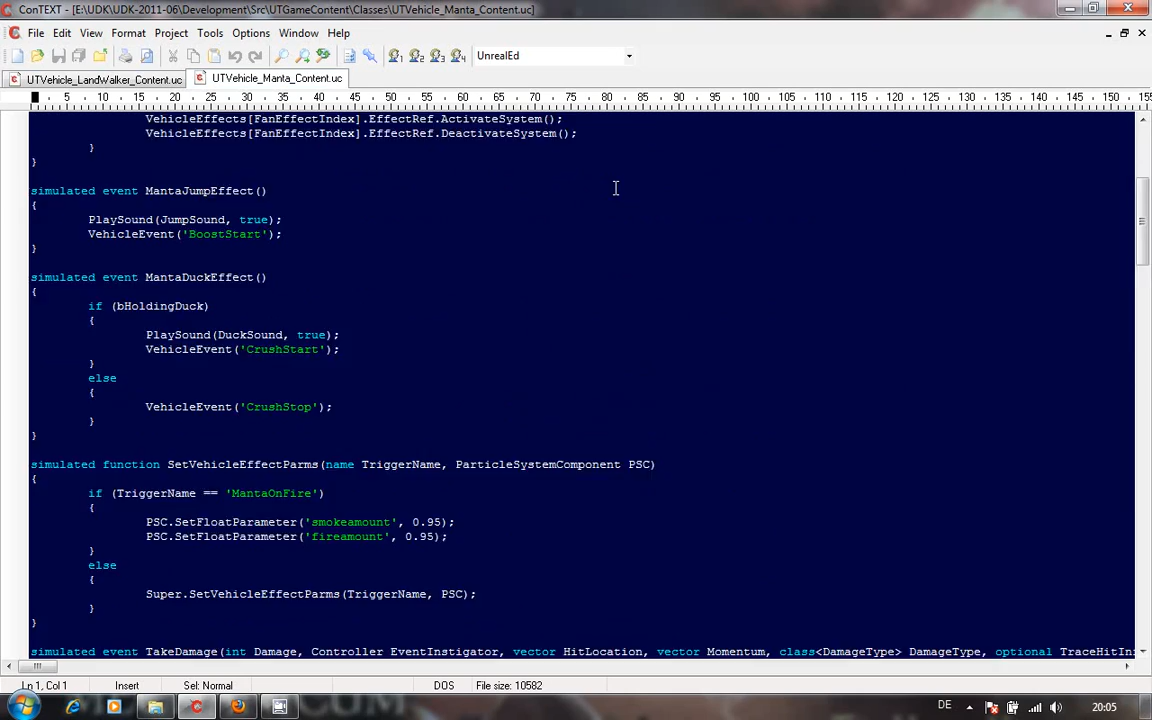 ConTEXT - [E:\UDK\UDK-2011-06\Development\Src\UTGameContent\Classes\UTVehicle_Manta_Content.uc]
File Edit View Format Project Tools Options Window Help
UnrealEd
UTVehicle_LandWalker_Content.uc UTVehicle_Manta_Content.uc
5 10 15 20 25 30 35 40 45 50 55 60 65 70 75 80 85 90 95 100 105 110 115 120 125 130 135 140 145 150 155
VehicleEffects[FanEffectIndex].EffectRef.ActivateSystem();
VehicleEffects[FanEffectIndex].EffectRef.DeactivateSystem();
}
}
simulated event MantaJumpEffect()
{
PlaySound(JumpSound, true);
VehicleEvent('BoostStart');
}
simulated event MantaDuckEffect()
{
if (bHoldingDuck)
{
PlaySound(DuckSound, true);
VehicleEvent('CrushStart');
}
else
{
VehicleEvent('CrushStop');
}
}
simulated function SetVehicleEffectParms(name TriggerName, ParticleSystemComponent PSC)
{
if (TriggerName == 'MantaOnFire')
{
PSC.SetFloatParameter('smokeamount', 0.95);
PSC.SetFloatParameter('fireamount', 0.95);
}
else
{
Super.SetVehicleEffectParms(TriggerName, PSC);
}
}
simulated event TakeDamage(int Damage, Controller EventInstigator, vector HitLocation, vector Momentum, class<DamageType> DamageType, optional TraceHitIn
Ln 1, Col 1 Insert Sel: Normal DOS File size: 10582
DE 20:05